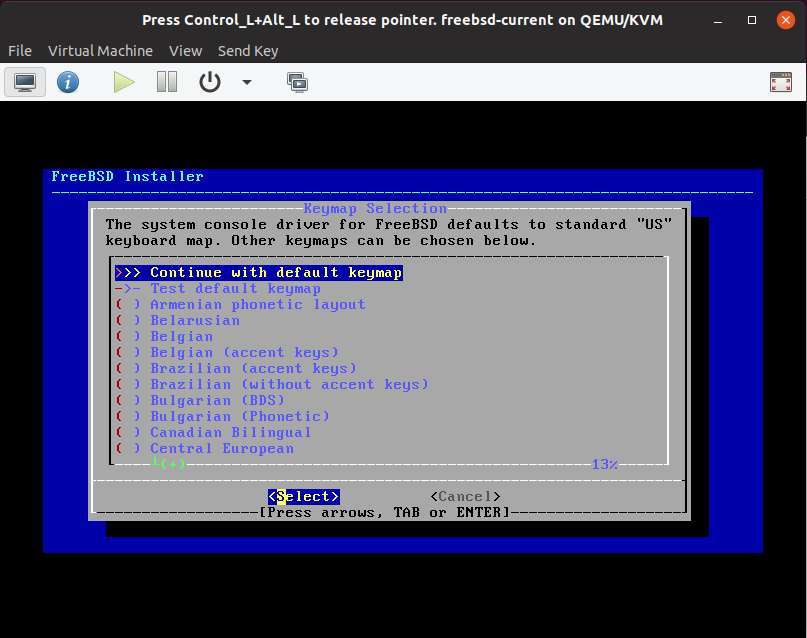 Press Control_L+Alt_L to release pointer. freebsd-current on QEMU/KVM
File Virtual Machine View Send Key
FreeBSD Installer
Keymap Selection
The system console driver for FreeBSD defaults to standard "US"
keyboard map. Other keymaps can be chosen below.
>>> Continue with default keymap
->- Test default keymap
( ) Armenian phonetic layout
( ) Belarusian
( ) Belgian
( ) Belgian (accent keys)
( ) Brazilian (accent keys)
( ) Brazilian (without accent keys)
( ) Bulgarian (BDS)
( ) Bulgarian (Phonetic)
( ) Canadian Bilingual
( ) Central European
┴(+) 13%
<Select> <Cancel>
[Press arrows, TAB or ENTER]